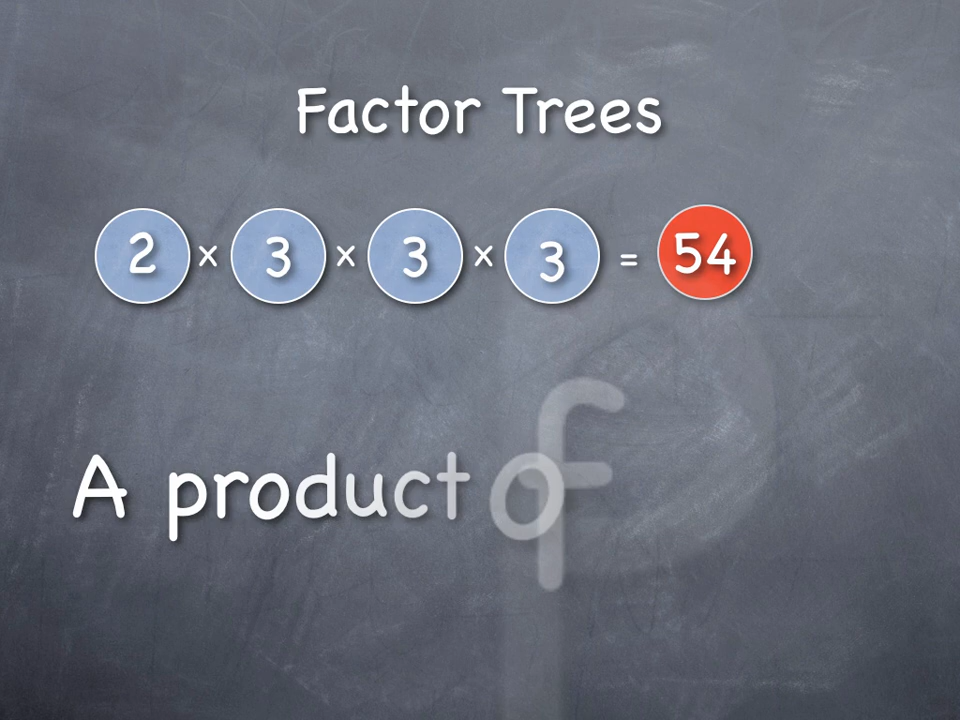 Factor Trees
2 x 3 x 3 x 3 = 54
A product of